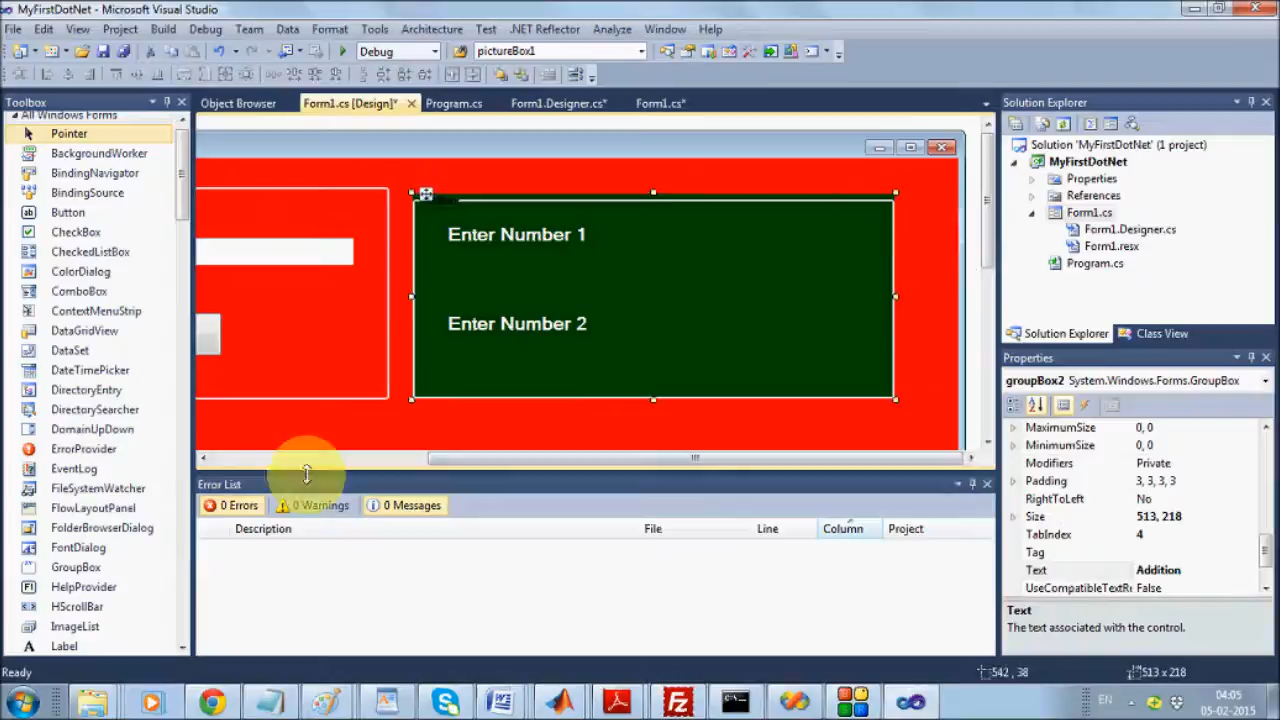 MyFirstDotNet - Microsoft Visual Studio
File Edit View Project Build Debug Team Data Format Tools Architecture Test .NET Reflector Analyze Window Help
Debug pictureBox1
Toolbox
Object Browser Form1.cs [Design]* Program.cs Form1.Designer.cs* Form1.cs*
Solution Explorer
All Windows Forms
Pointer
BackgroundWorker
BindingNavigator
BindingSource
Button
CheckBox
CheckedListBox
ColorDialog
ComboBox
ContextMenuStrip
DataGridView
DataSet
DateTimePicker
DirectoryEntry
DirectorySearcher
DomainUpDown
ErrorProvider
EventLog
FileSystemWatcher
FlowLayoutPanel
FolderBrowserDialog
FontDialog
GroupBox
HelpProvider
HScrollBar
ImageList
A Label
Enter Number 1
Enter Number 2
Error List
0 Errors 0 Warnings 0 Messages
Description File Line Column Project
Solution 'MyFirstDotNet' (1 project)
MyFirstDotNet
Properties
References
Form1.cs
Form1.Designer.cs
Form1.resx
Program.cs
Solution Explorer Class View
Properties
groupBox2 System.Windows.Forms.GroupBox
MaximumSize 0, 0
MinimumSize 0, 0
Modifiers Private
Padding 3, 3, 3, 3
RightToLeft No
Size 513, 218
TabIndex 4
Tag
Text Addition
UseCompatibleTextRe False
Text
The text associated with the control.
Ready 542 , 38 513 x 218
EN 04:05
05-02-2015